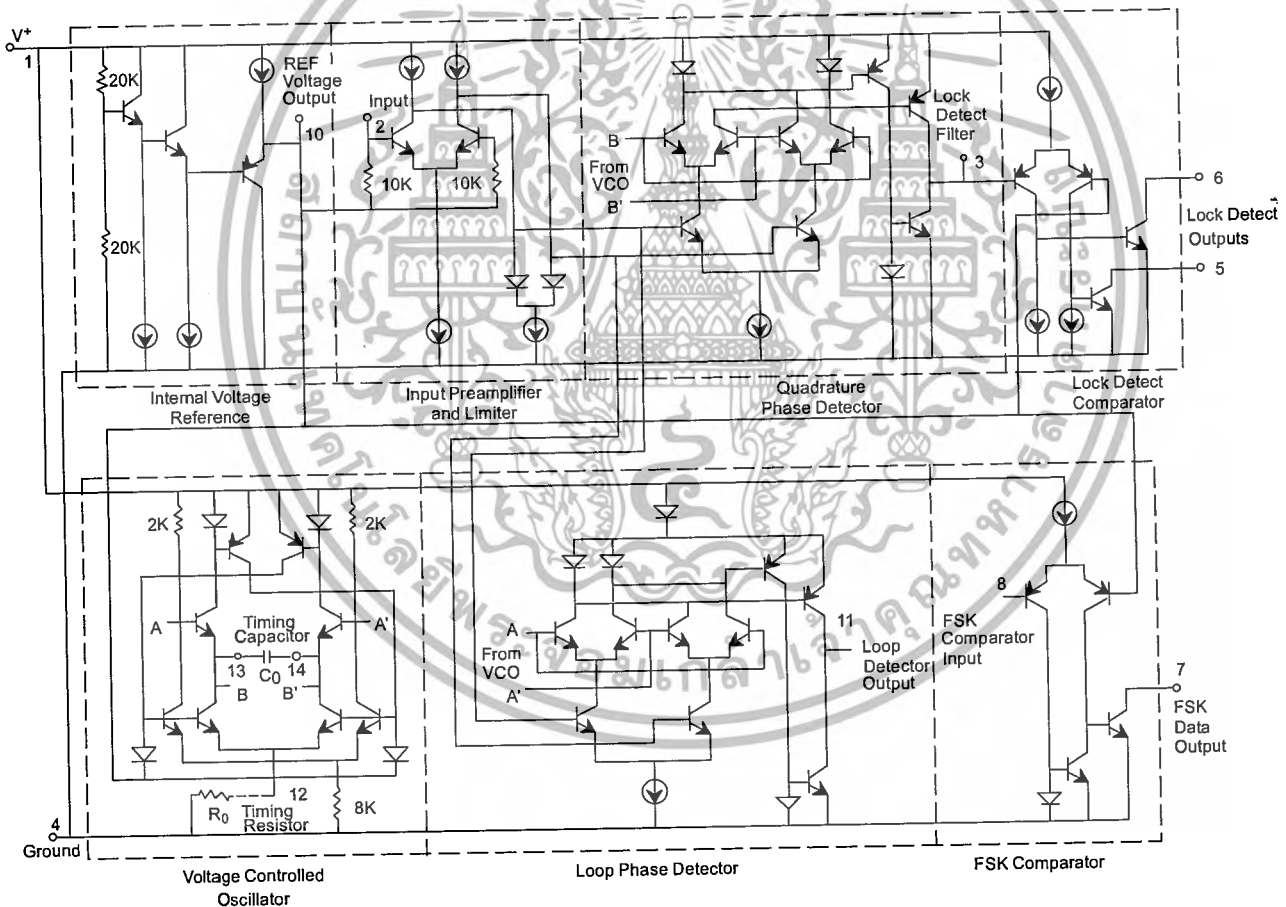 V+
1
20K
20K
REF
Voltage
Output
10
Input
2
10K
10K
B
From
VCO
B'
Lock
Detect
Filter
3
6
Lock Detect
Outputs
5
Internal Voltage
Reference
Input Preamplifier
and Limiter
Quadrature
Phase Detector
Lock Detect
Comparator
2K
2K
A
Timing
Capacitor
A'
13
C0
14
B
B'
12
R0
Timing
Resistor
8K
4
Ground
A
From
VCO
A'
11
Loop
Detector
Output
8
FSK
Comparator
Input
7
FSK
Data
Output
Voltage Controlled
Oscillator
Loop Phase Detector
FSK Comparator